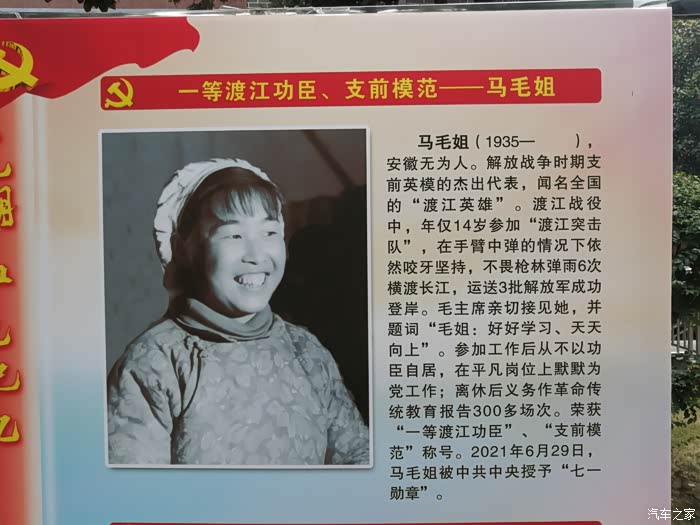 一等渡江功臣、支前模范——马毛姐
马毛姐（1935—　　），
安徽无为人。解放战争时期支
前英模的杰出代表，闻名全国
的“渡江英雄”。渡江战役
中，年仅14岁参加“渡江突击
队”，在手臂中弹的情况下依
然咬牙坚持，不畏枪林弹雨6次
横渡长江，运送3批解放军成功
登岸。毛主席亲切接见她，并
题词“毛姐：好好学习、天天
向上”。参加工作后从不以功
臣自居，在平凡岗位上默默为
党工作；离休后义务作革命传
统教育报告300多场次。荣获
“一等渡江功臣”、“支前模
范”称号。2021年6月29日，
马毛姐被中共中央授予“七一
勋章”。
记忆
汽车之家